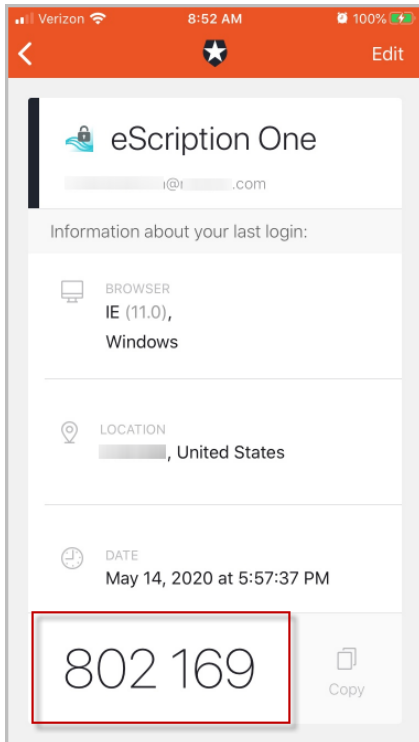 Verizon 8:52 AM 100%
Edit
eScription One
@ .com
Information about your last login:
BROWSER
IE (11.0),
Windows
LOCATION
, United States
DATE
May 14, 2020 at 5:57:37 PM
802 169
Copy